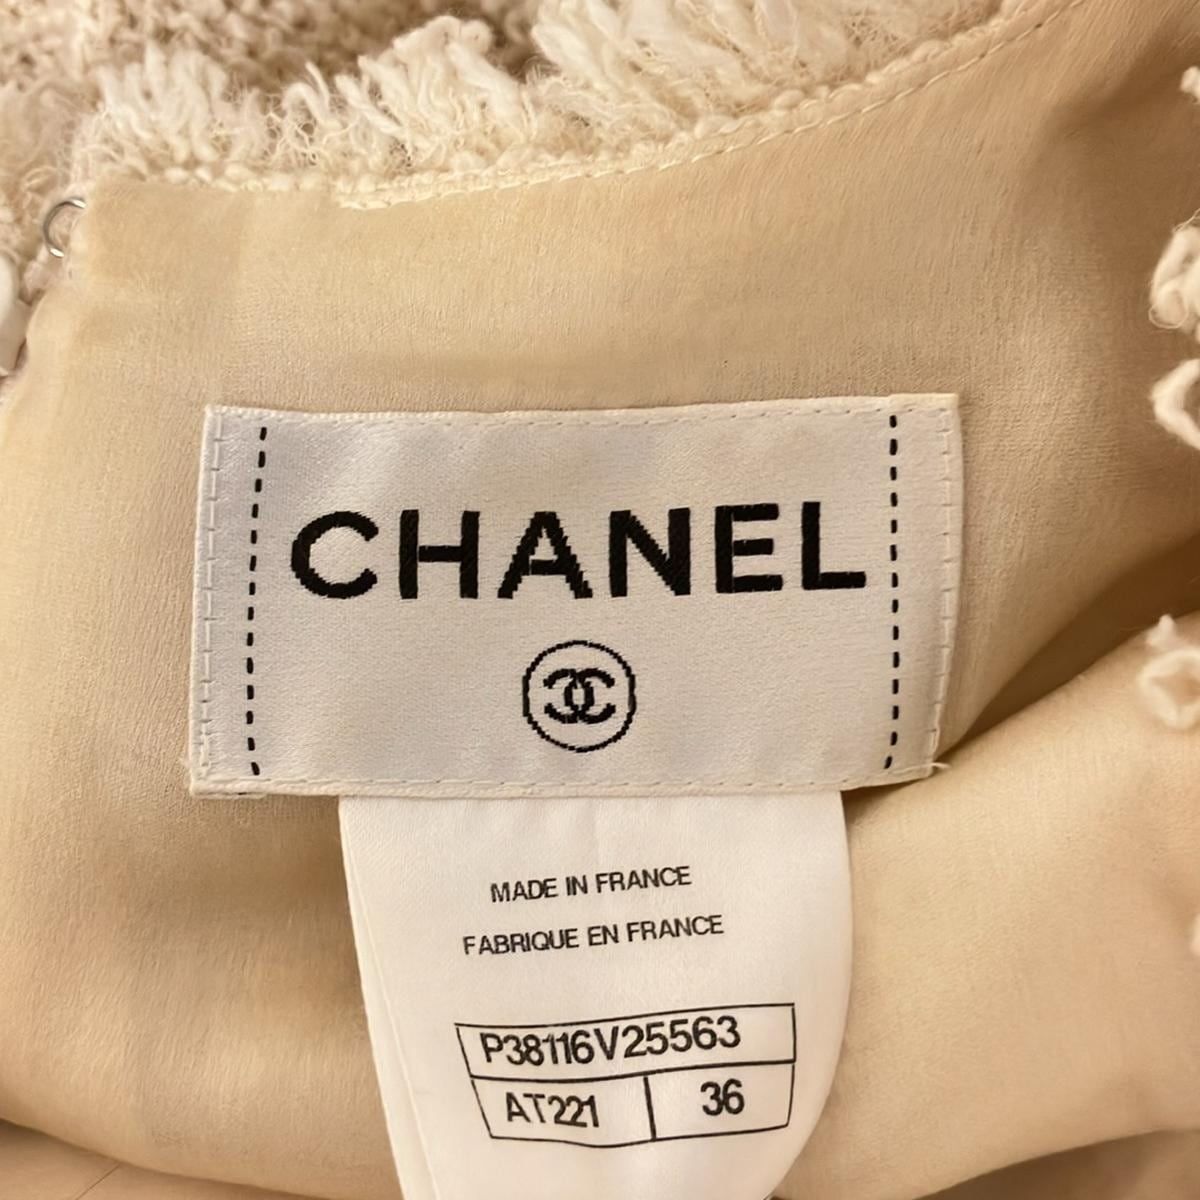 CHANEL
MADE IN FRANCE
FABRIQUE EN FRANCE
P38116V25563
AT221 36